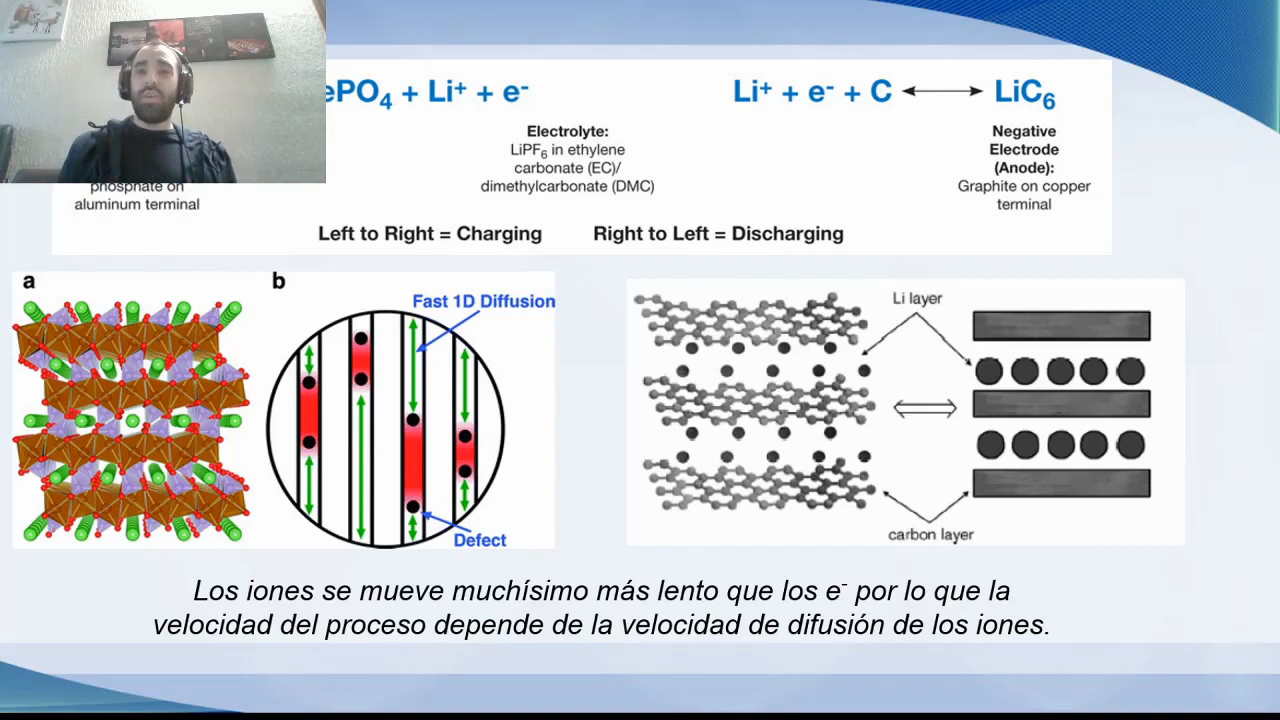 ePO4 + Li+ + e-
Li+ + e- + C ⟷ LiC6
Electrolyte:
LiPF6 in ethylene
carbonate (EC)/
dimethylcarbonate (DMC)
Negative
Electrode
(Anode):
Graphite on copper
terminal
phosphate on
aluminum terminal
Left to Right = Charging
Right to Left = Discharging
a
b
Fast 1D Diffusion
Defect
Li layer
carbon layer
Los iones se mueve muchísimo más lento que los e- por lo que la
velocidad del proceso depende de la velocidad de difusión de los iones.